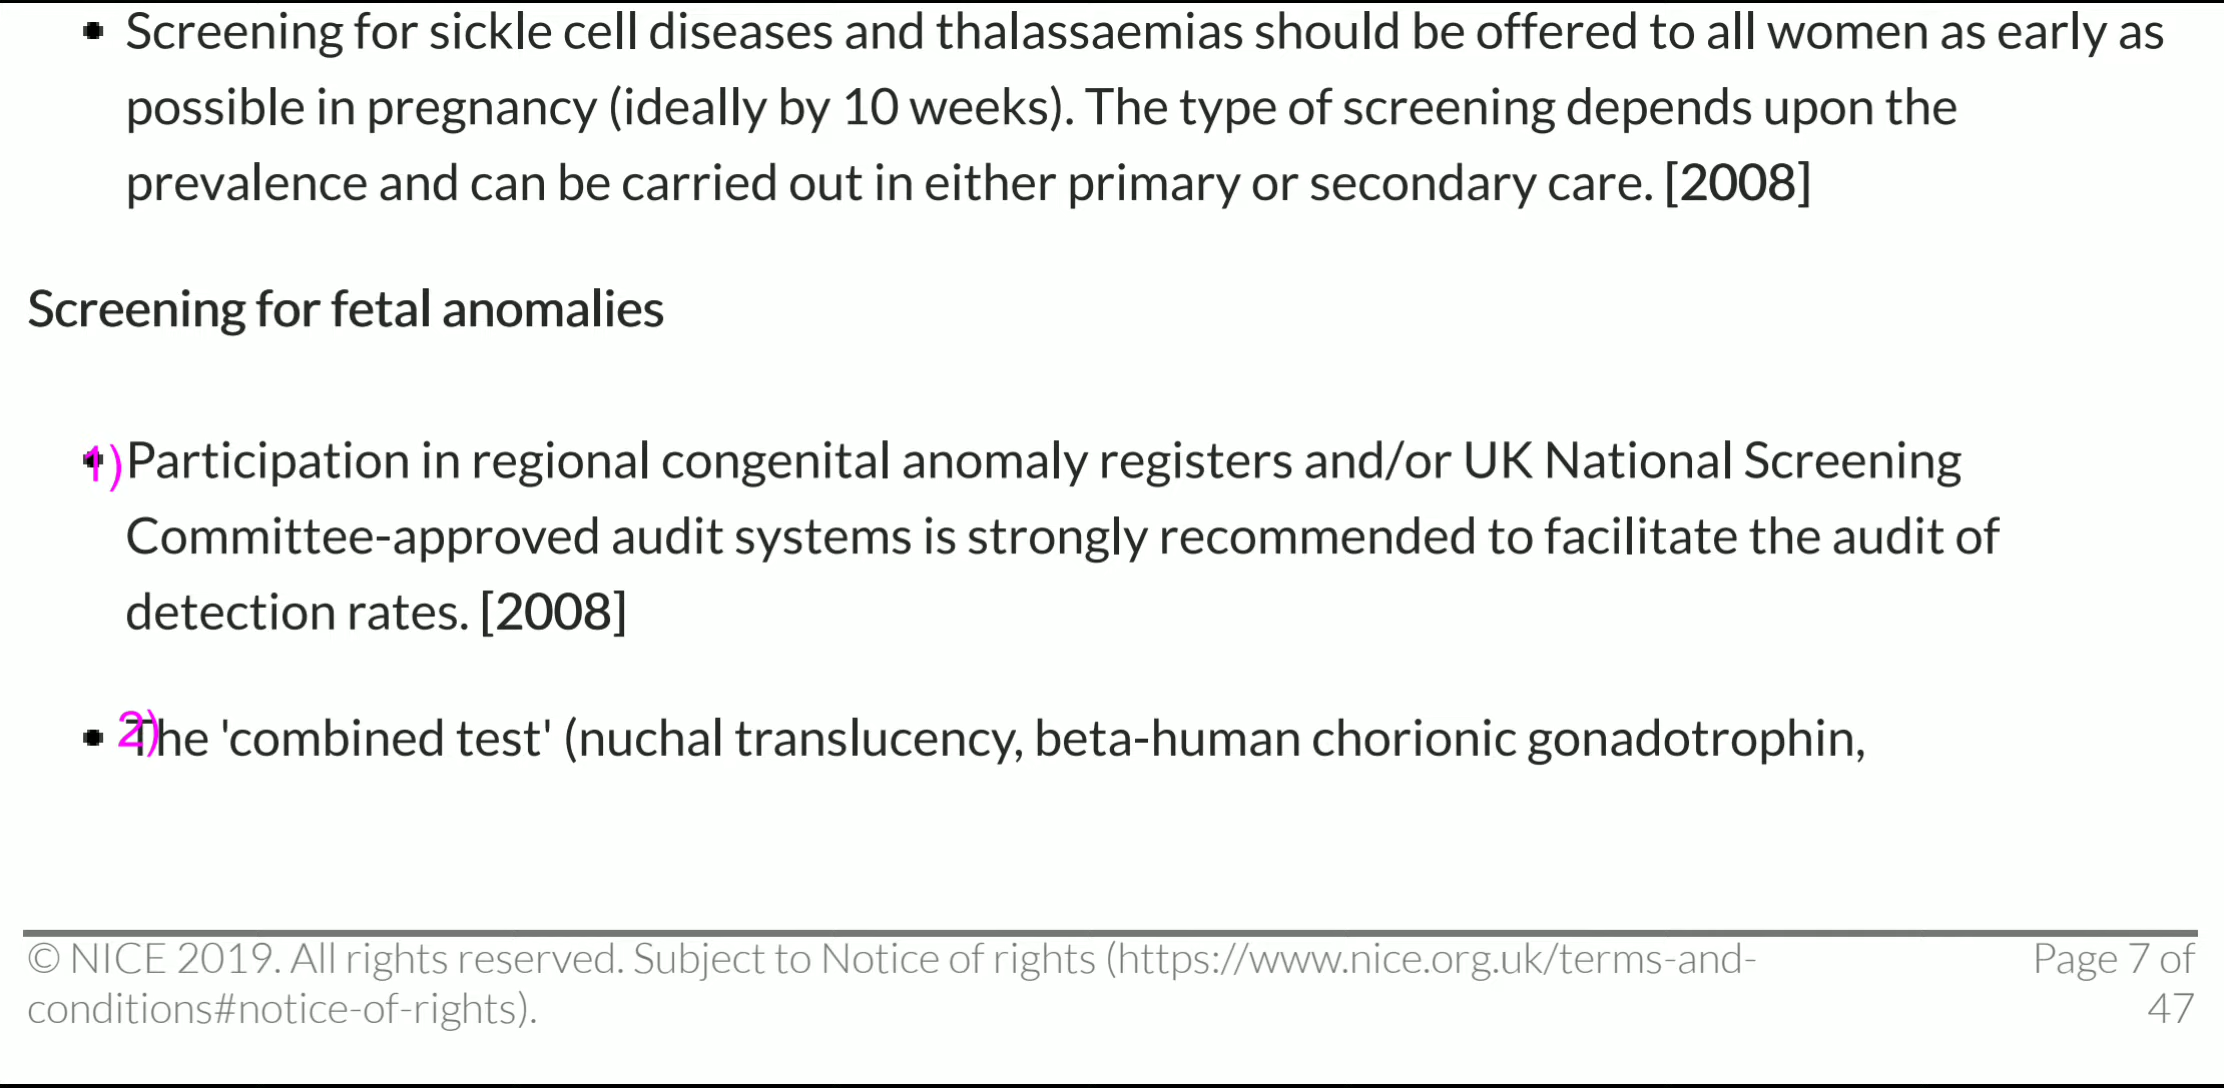 ▪ Screening for sickle cell diseases and thalassaemias should be offered to all women as early as
possible in pregnancy (ideally by 10 weeks). The type of screening depends upon the
prevalence and can be carried out in either primary or secondary care. [2008]
Screening for fetal anomalies
1) Participation in regional congenital anomaly registers and/or UK National Screening
Committee-approved audit systems is strongly recommended to facilitate the audit of
detection rates. [2008]
▪ 2) The 'combined test' (nuchal translucency, beta-human chorionic gonadotrophin,
© NICE 2019. All rights reserved. Subject to Notice of rights (https://www.nice.org.uk/terms-and-
conditions#notice-of-rights).
Page 7 of
47